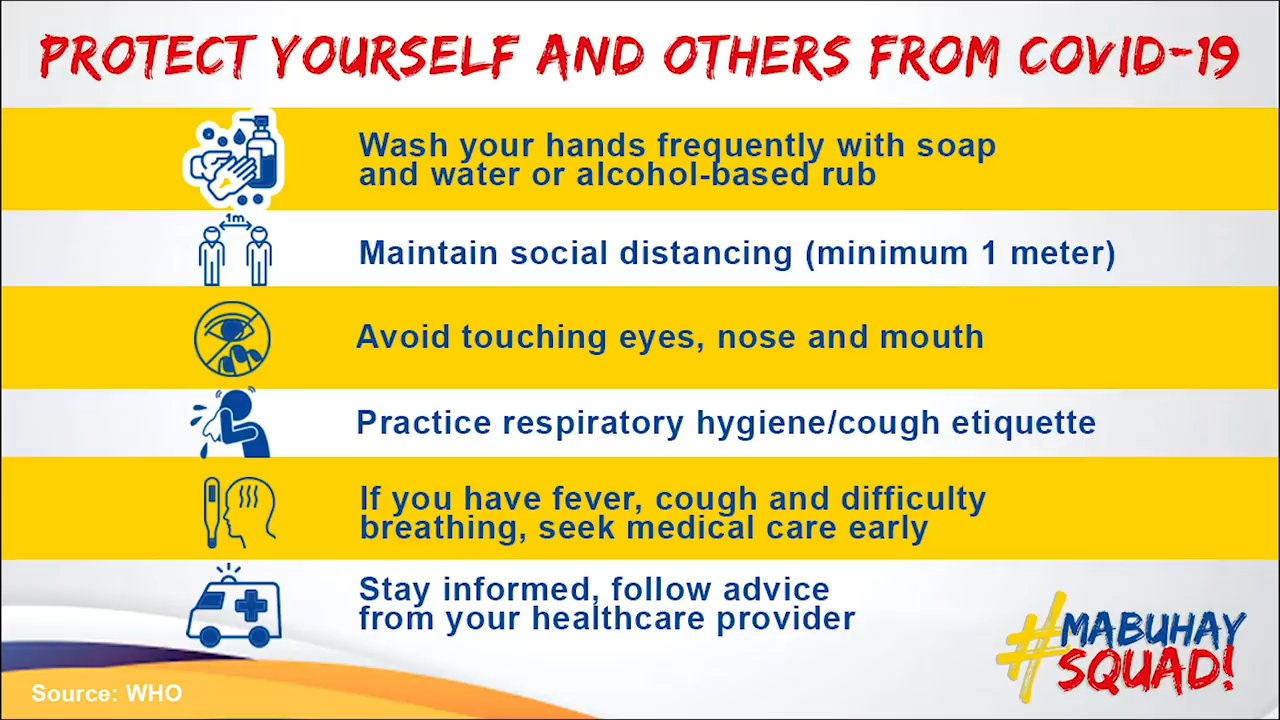 PROTECT YOURSELF AND OTHERS FROM COVID-19
Wash your hands frequently with soap
and water or alcohol-based rub
1m
Maintain social distancing (minimum 1 meter)
Avoid touching eyes, nose and mouth
Practice respiratory hygiene/cough etiquette
If you have fever, cough and difficulty
breathing, seek medical care early
Stay informed, follow advice
from your healthcare provider
#MABUHAY
SQUAD!
Source: WHO